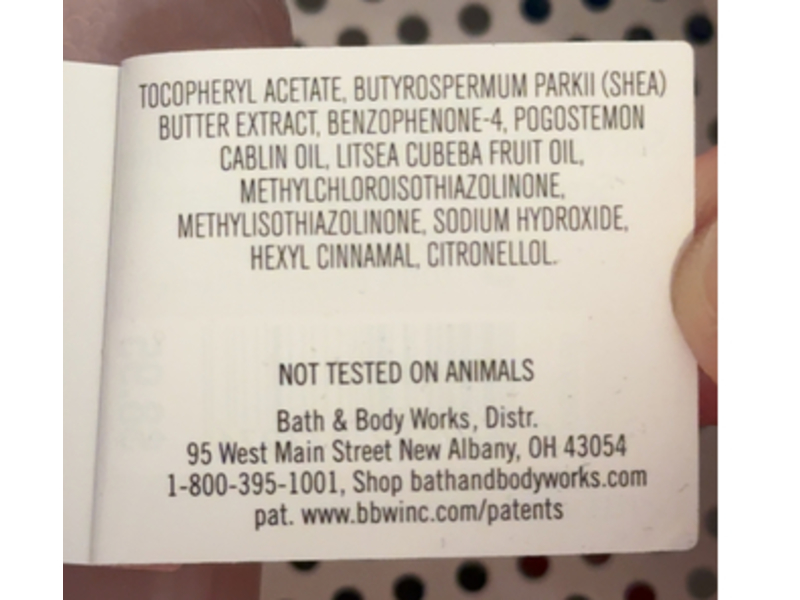 TOCOPHERYL ACETATE, BUTYROSPERMUM PARKII (SHEA)
BUTTER EXTRACT, BENZOPHENONE-4, POGOSTEMON
CABLIN OIL, LITSEA CUBEBA FRUIT OIL,
METHYLCHLOROISOTHIAZOLINONE,
METHYLISOTHIAZOLINONE, SODIUM HYDROXIDE,
HEXYL CINNAMAL, CITRONELLOL.
NOT TESTED ON ANIMALS
Bath & Body Works, Distr.
95 West Main Street New Albany, OH 43054
1-800-395-1001, Shop bathandbodyworks.com
pat. www.bbwinc.com/patents